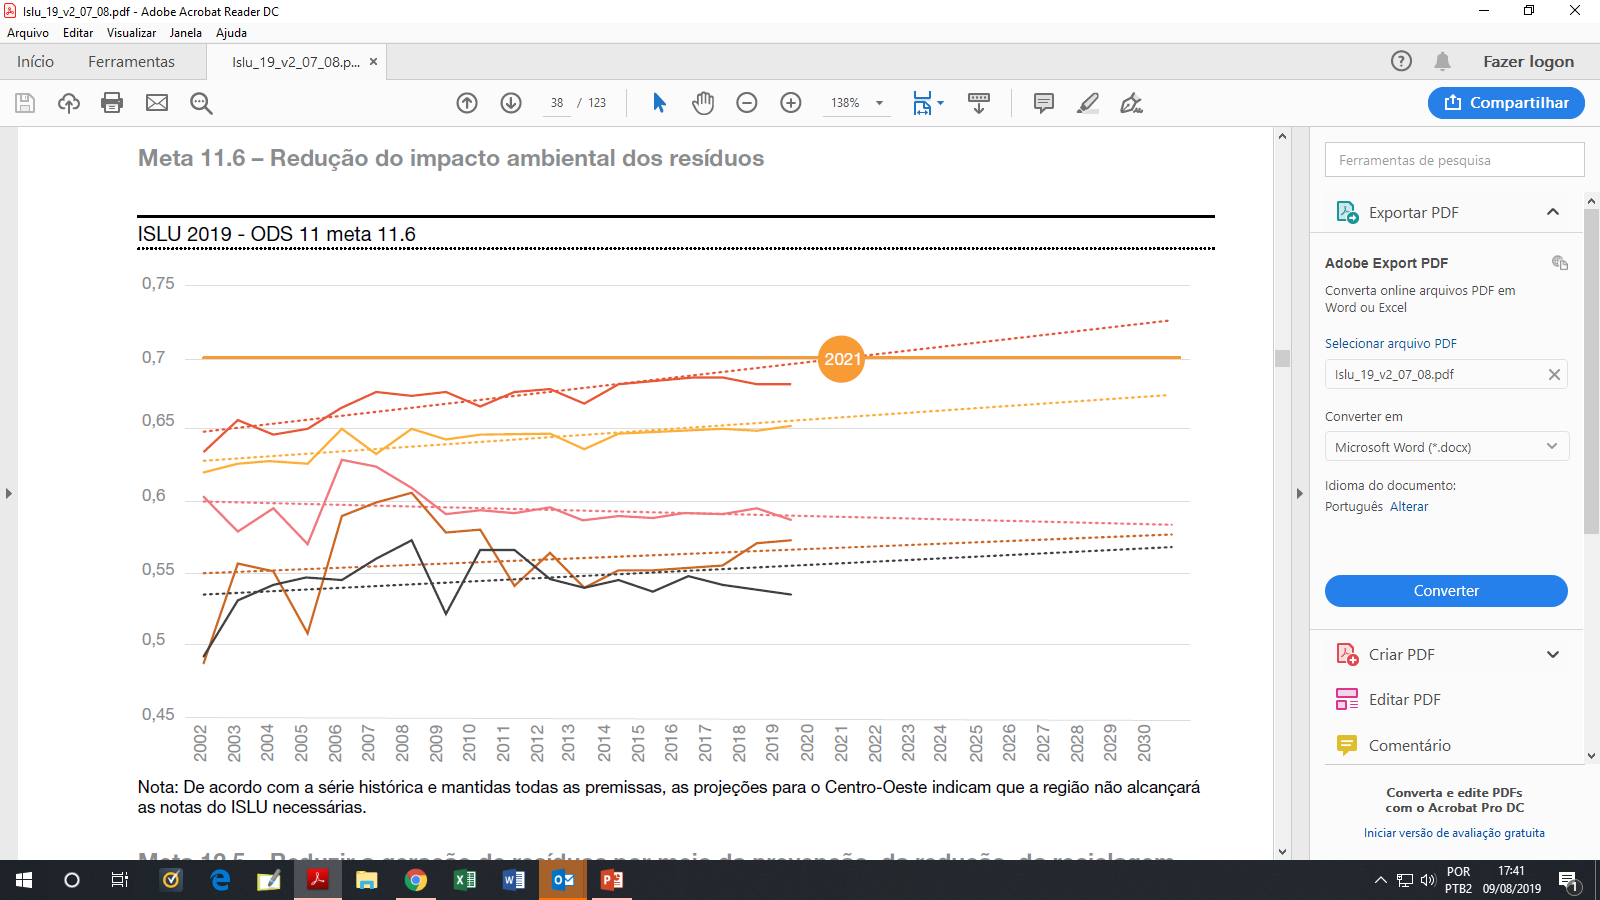 Islu_19_v2_07_08.pdf - Adobe Acrobat Reader DC
Arquivo Editar Visualizar Janela Ajuda
Início Ferramentas Islu_19_v2_07_08.p... ×
? Fazer logon
38 / 123 138% Compartilhar
Meta 11.6 – Redução do impacto ambiental dos resíduos
ISLU 2019 - ODS 11 meta 11.6
0,75
0,7
0,65
0,6
0,55
0,5
0,45
2021
2002 2003 2004 2005 2006 2007 2008 2009 2010 2011 2012 2013 2014 2015 2016 2017 2018 2019 2020 2021 2022 2023 2024 2025 2026 2027 2028 2029 2030
Nota: De acordo com a série histórica e mantidas todas as premissas, as projeções para o Centro-Oeste indicam que a região não alcançará
as notas do ISLU necessárias.
Ferramentas de pesquisa
Exportar PDF
Adobe Export PDF
Converta online arquivos PDF em
Word ou Excel
Selecionar arquivo PDF
Islu_19_v2_07_08.pdf
Converter em
Microsoft Word (*.docx)
Idioma do documento:
Português Alterar
Converter
Criar PDF
Editar PDF
Comentário
Converta e edite PDFs
com o Acrobat Pro DC
Iniciar versão de avaliação gratuita
POR
PTB2
17:41
09/08/2019
1